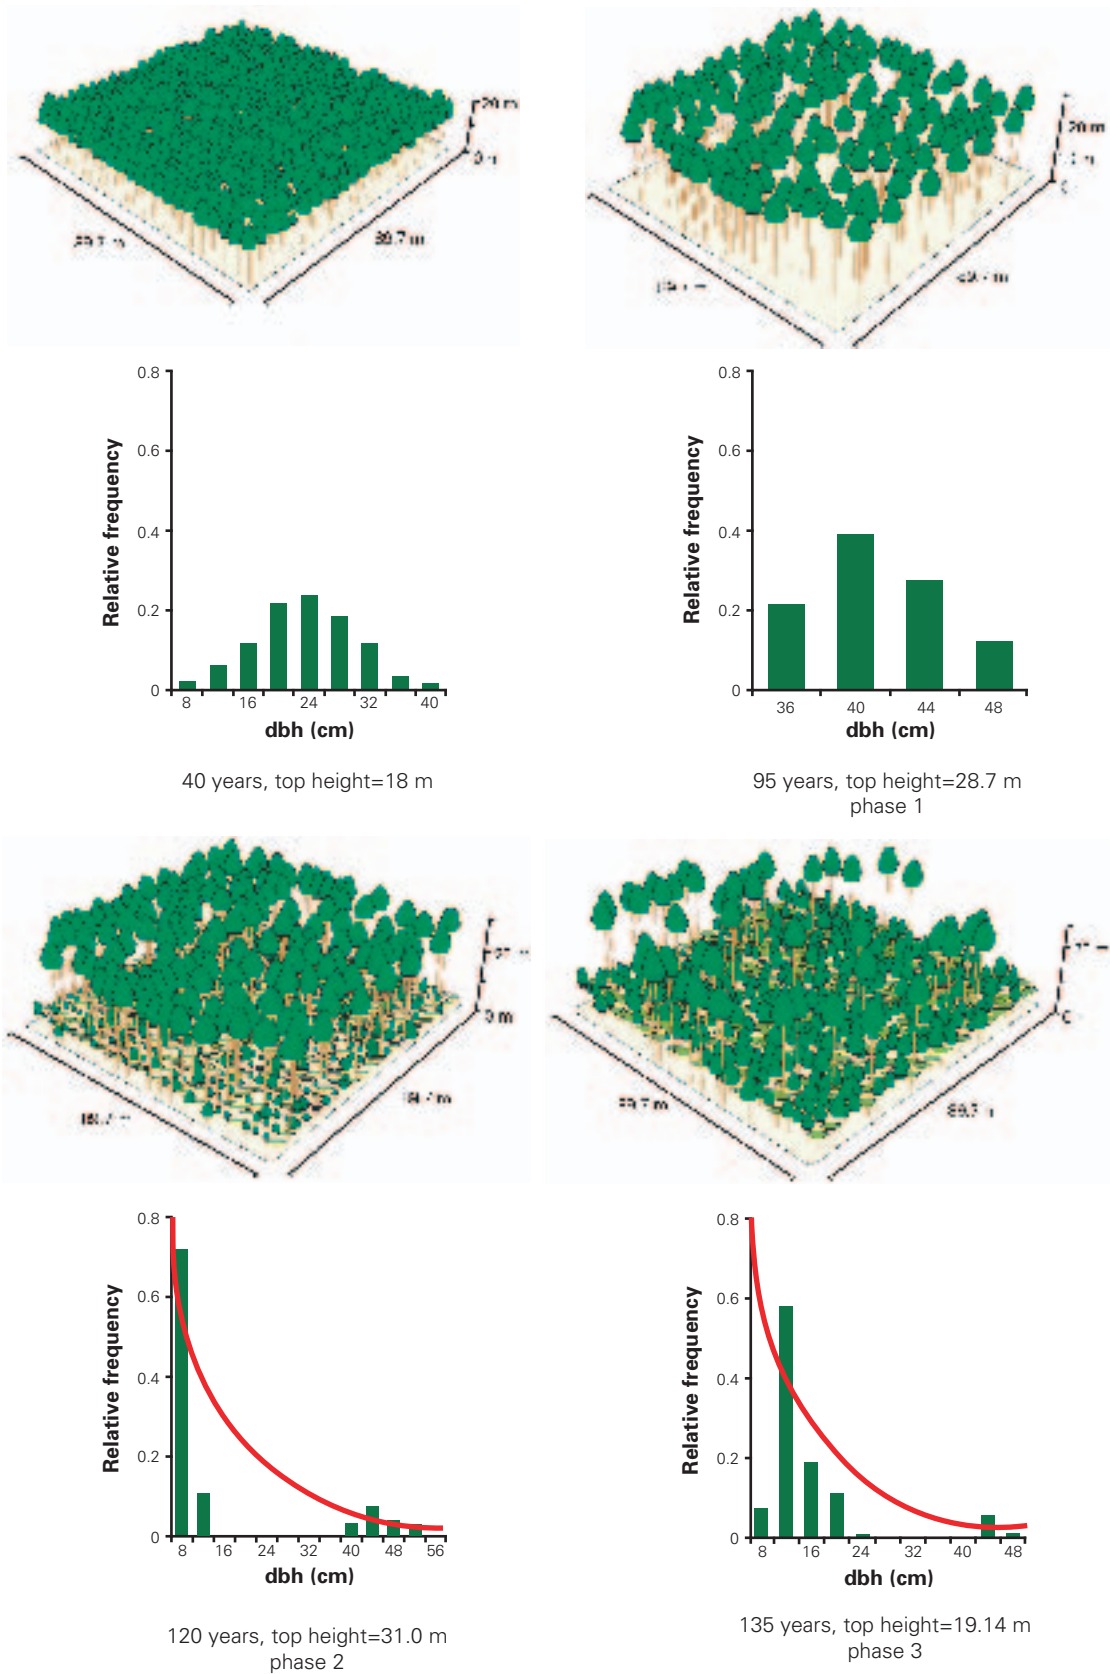 20 m
0 m
39.7 m
20 m
0.8
0.6
0.4
0.2
0
Relative frequency
8 16 24 32 40
dbh (cm)
40 years, top height=18 m
0.8
0.6
0.4
0.2
0
Relative frequency
36 40 44 48
dbh (cm)
95 years, top height=28.7 m
phase 1
0 m
0.8
0.6
0.4
0.2
0
Relative frequency
8 16 24 32 40 48 56
dbh (cm)
120 years, top height=31.0 m
phase 2
0.8
0.6
0.4
0.2
0
Relative frequency
8 16 24 32 40 48
dbh (cm)
135 years, top height=19.14 m
phase 3